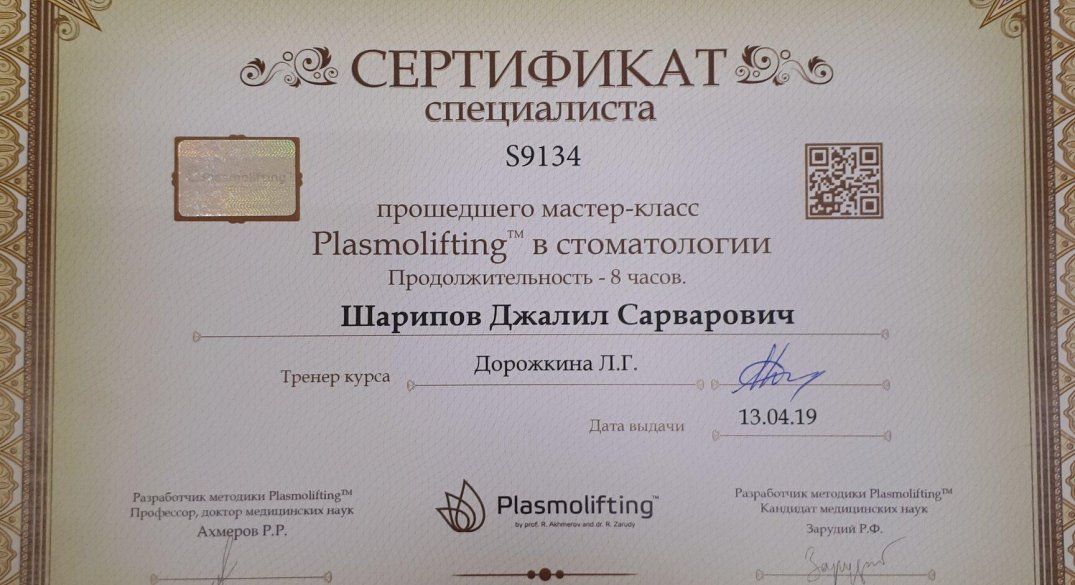 СЕРТИФИКАТ
специалиста
S9134
Plasmolifting
прошедшего мастер-класс
Plasmolifting™ в стоматологии
Продолжительность - 8 часов.
Шарипов Джалил Сарварович
Тренер курса
Дорожкина Л.Г.
Дата выдачи
13.04.19
Разработчик методики Plasmolifting™
Профессор, доктор медицинских наук
Ахмеров Р.Р.
Plasmolifting™
by prof. R. Akhmerov and dr. R. Zarudy
Разработчик методики Plasmolifting™
Кандидат медицинских наук
Зарудий Р.Ф.